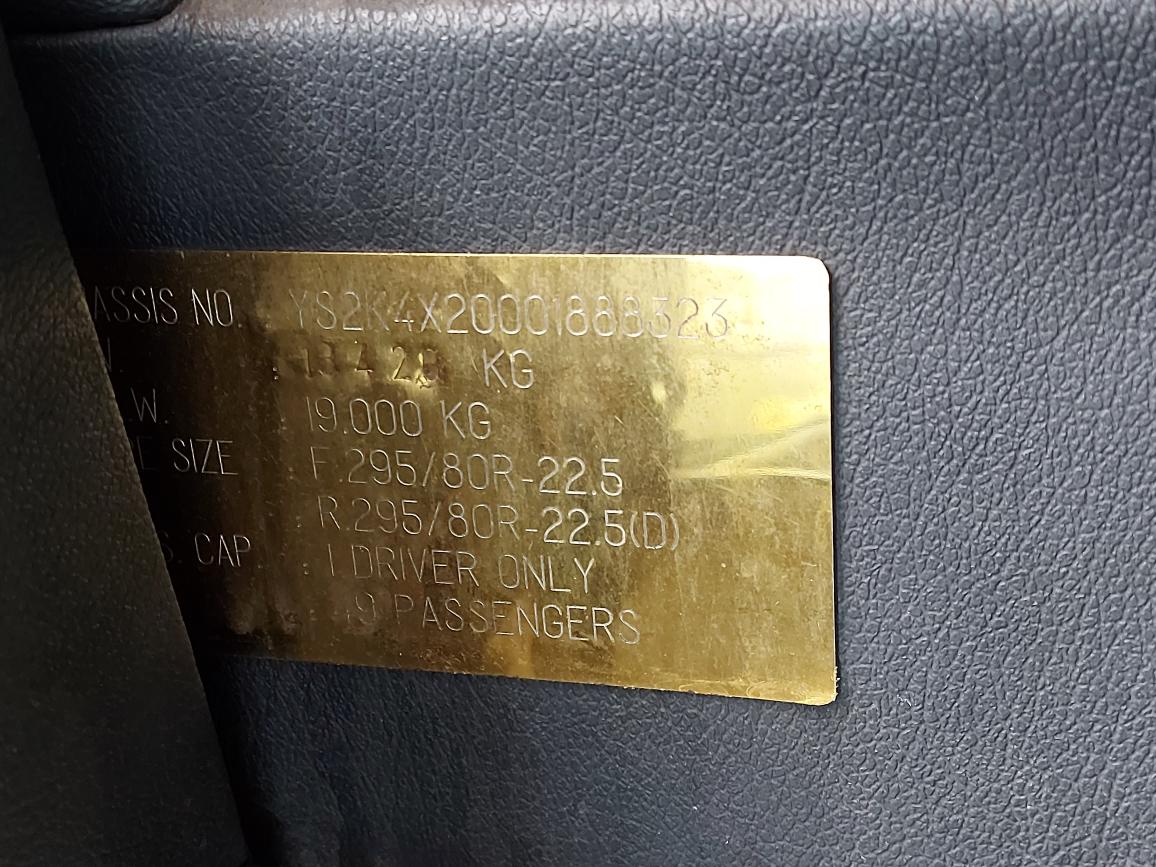 ASSIS NO. YS2K4X20001888323
KG
.W. 19.000 KG
E SIZE F.295/80R-22.5
R.295/80R-22.5(D)
S. CAP : 1 DRIVER ONLY
49 PASSENGERS